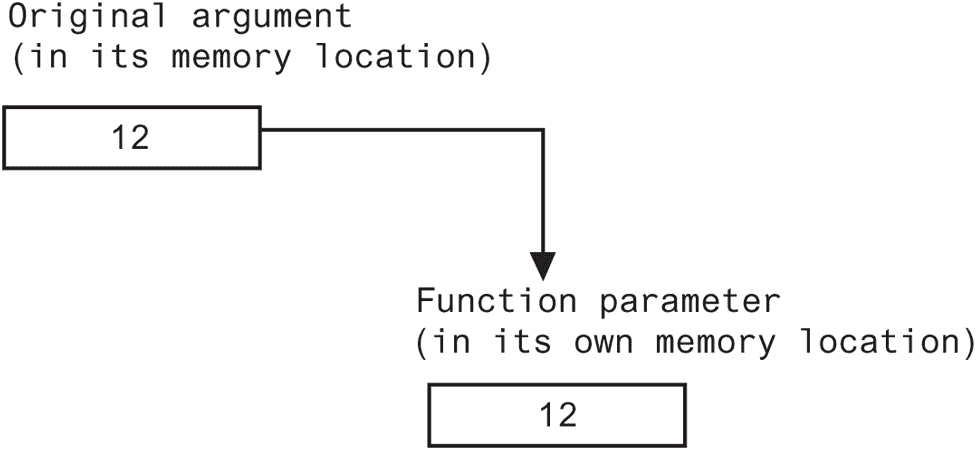 Original argument
(in its memory location)
12
Function parameter
(in its own memory location)
12